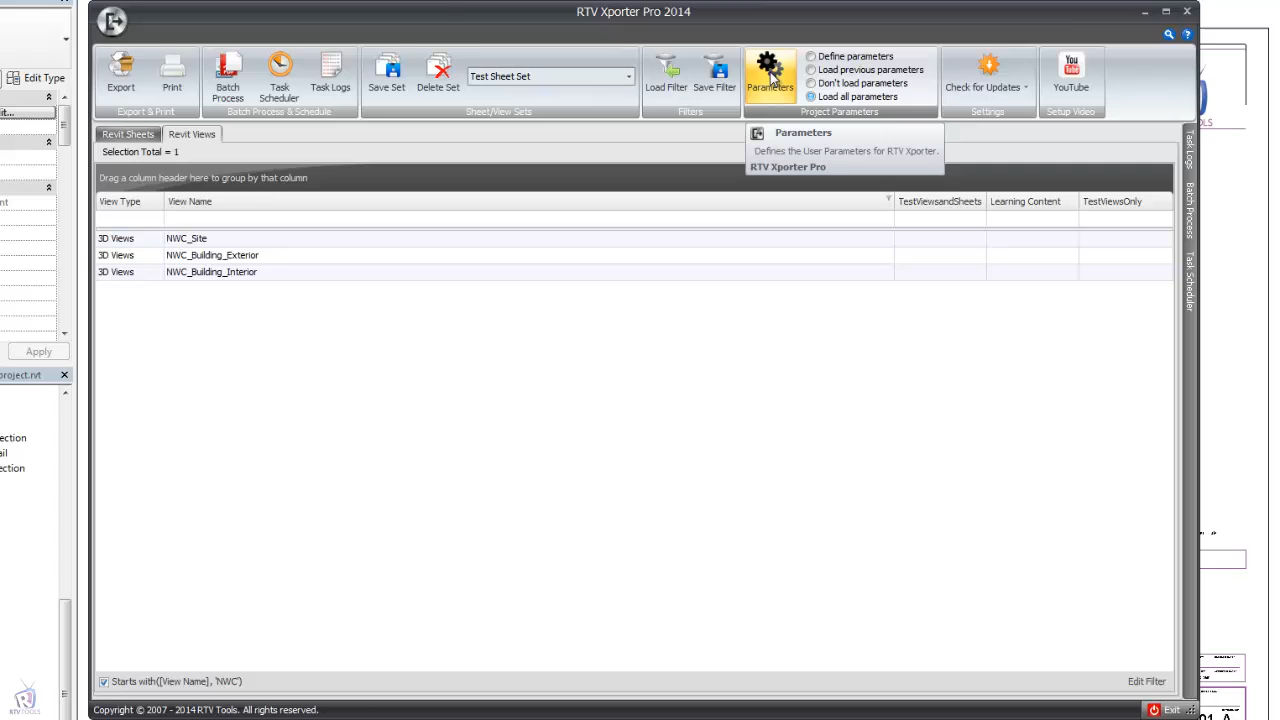 RTV Xporter Pro 2014
Edit Type
Export
Print
Batch Process
Task Scheduler
Task Logs
Save Set
Delete Set
Test Sheet Set
Load Filter
Save Filter
Parameters
Define parameters
Load previous parameters
Don't load parameters
Load all parameters
Check for Updates
You Tube
YouTube
Export & Print
Batch Process & Schedule
Sheet/View Sets
Filters
Project Parameters
Settings
Setup Video
Revit Sheets
Revit Views
Parameters
Defines the User Parameters for RTV Xporter.
RTV Xporter Pro
Selection Total = 1
Drag a column header here to group by that column
View Type View Name TestViewsandSheets Learning Content TestViewsOnly
3D Views NWC_Site
3D Views NWC_Building_Exterior
3D Views NWC_Building_Interior
Task Logs
Batch Process
Task Scheduler
Apply
project.rvt
ection
ail
ection
RTV TOOLS
Starts with([View Name], 'NWC')
Edit Filter
Copyright © 2007 - 2014 RTV Tools. All rights reserved.
Exit